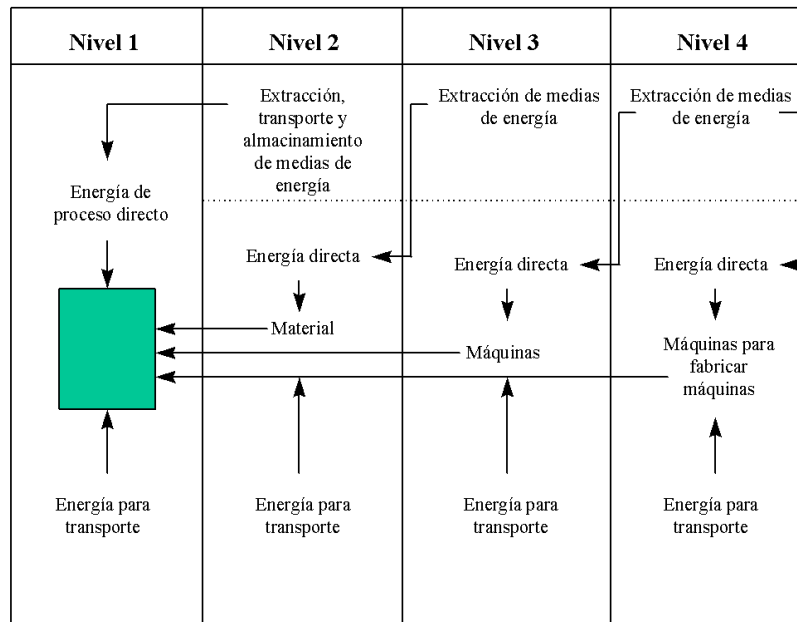 Nivel 1
Nivel 2
Nivel 3
Nivel 4
Extracción,
transporte y
almacinamiento
de medias de
energía
Extracción de medias
de energía
Extracción de medias
de energía
Energía de
proceso directo
Energía directa
Energía directa
Energía directa
Material
Máquinas
Máquinas para
fabricar
máquinas
Energía para
transporte
Energía para
transporte
Energía para
transporte
Energía para
transporte